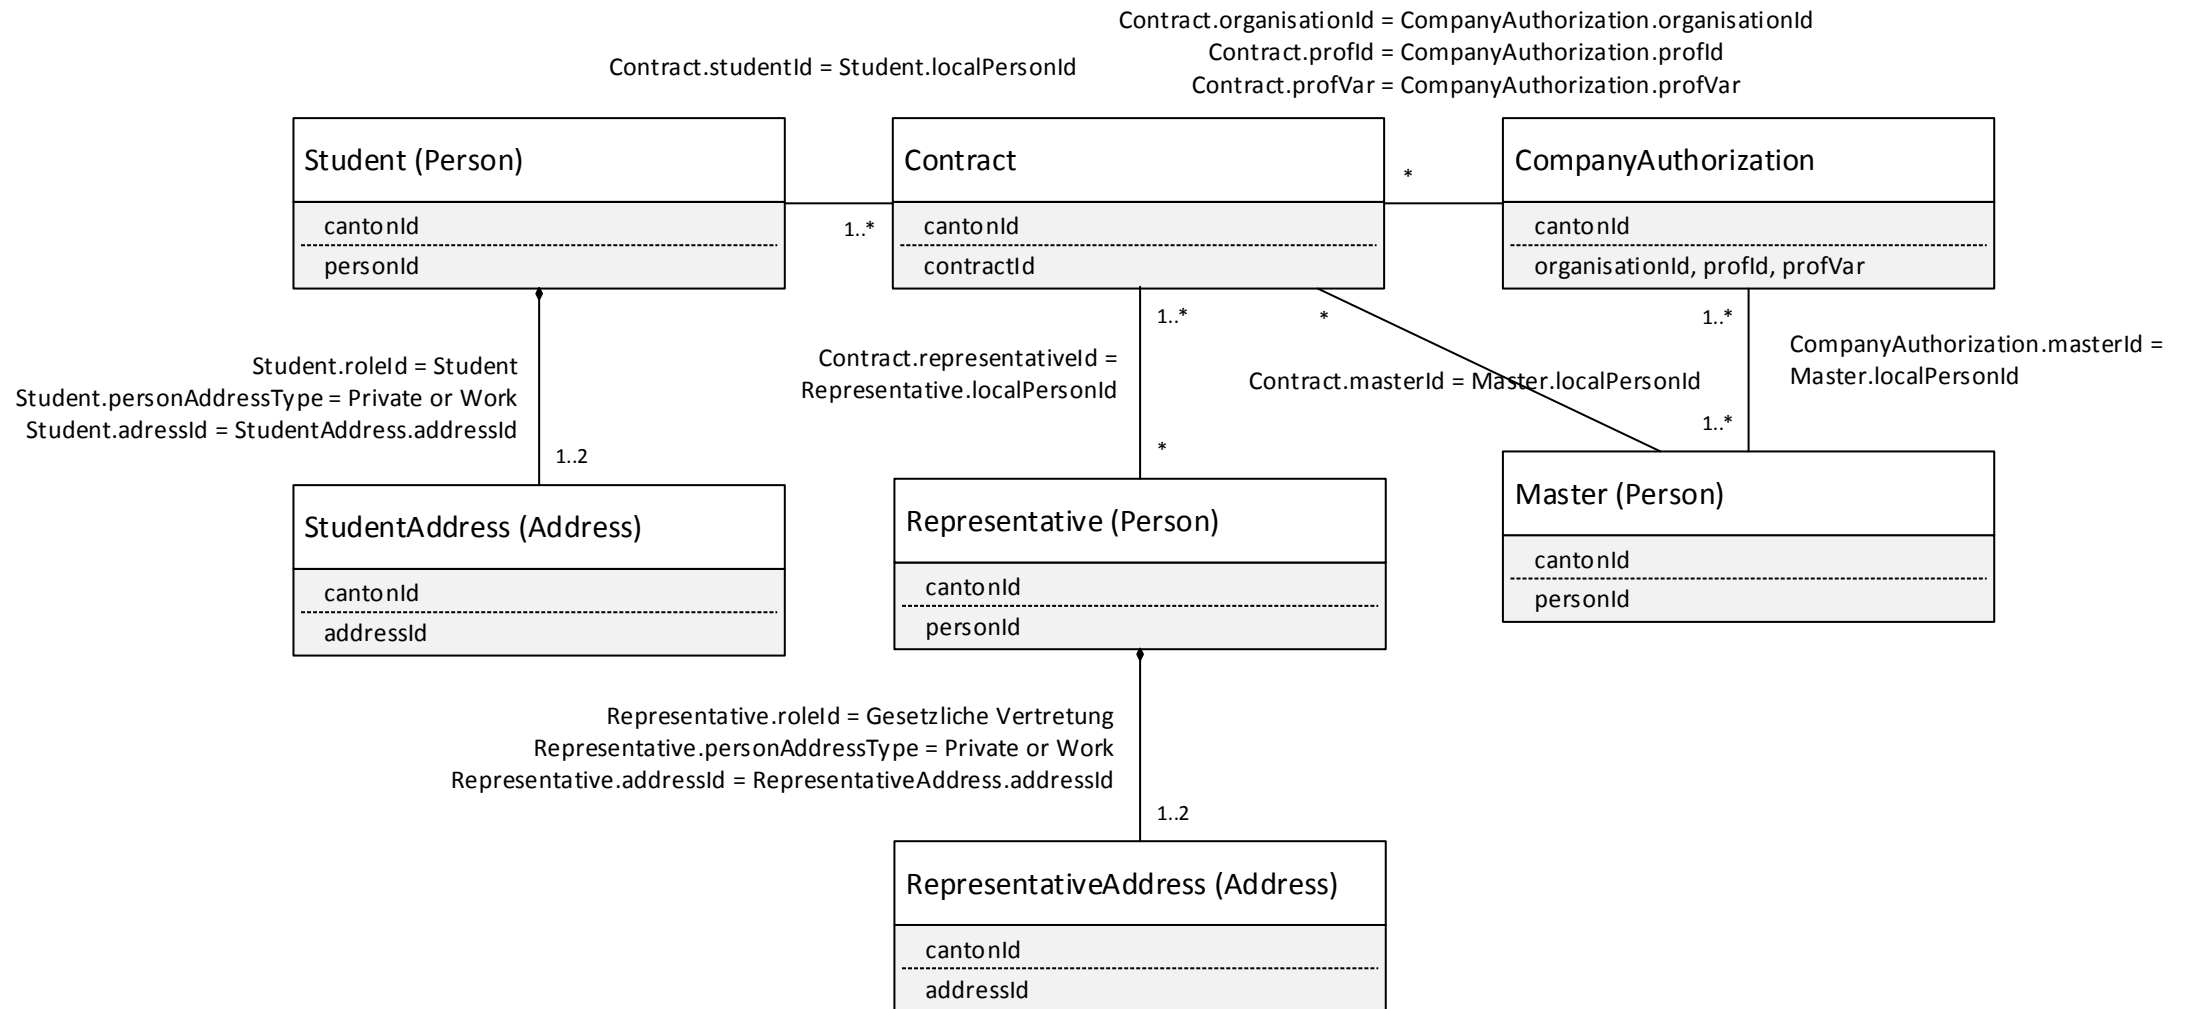 Contract.organisationId = CompanyAuthorization.organisationId
Contract.studentId = Student.localPersonId
Contract.profId = CompanyAuthorization.profId
Contract.profVar = CompanyAuthorization.profVar
Student (Person)
cantonId
personId
Contract
cantonId
contractId
CompanyAuthorization
cantonId
organisationId, profId, profVar
1..*
*
Student.roleId = Student
Student.personAddressType = Private or Work
Student.adressId = StudentAddress.addressId
1..2
Contract.representativeId =
Representative.localPersonId
1..*
*
*
Contract.masterId = Master.localPersonId
1..*
1..*
CompanyAuthorization.masterId =
Master.localPersonId
StudentAddress (Address)
cantonId
addressId
Representative (Person)
cantonId
personId
Master (Person)
cantonId
personId
Representative.roleId = Gesetzliche Vertretung
Representative.personAddressType = Private or Work
Representative.addressId = RepresentativeAddress.addressId
1..2
RepresentativeAddress (Address)
cantonId
addressId